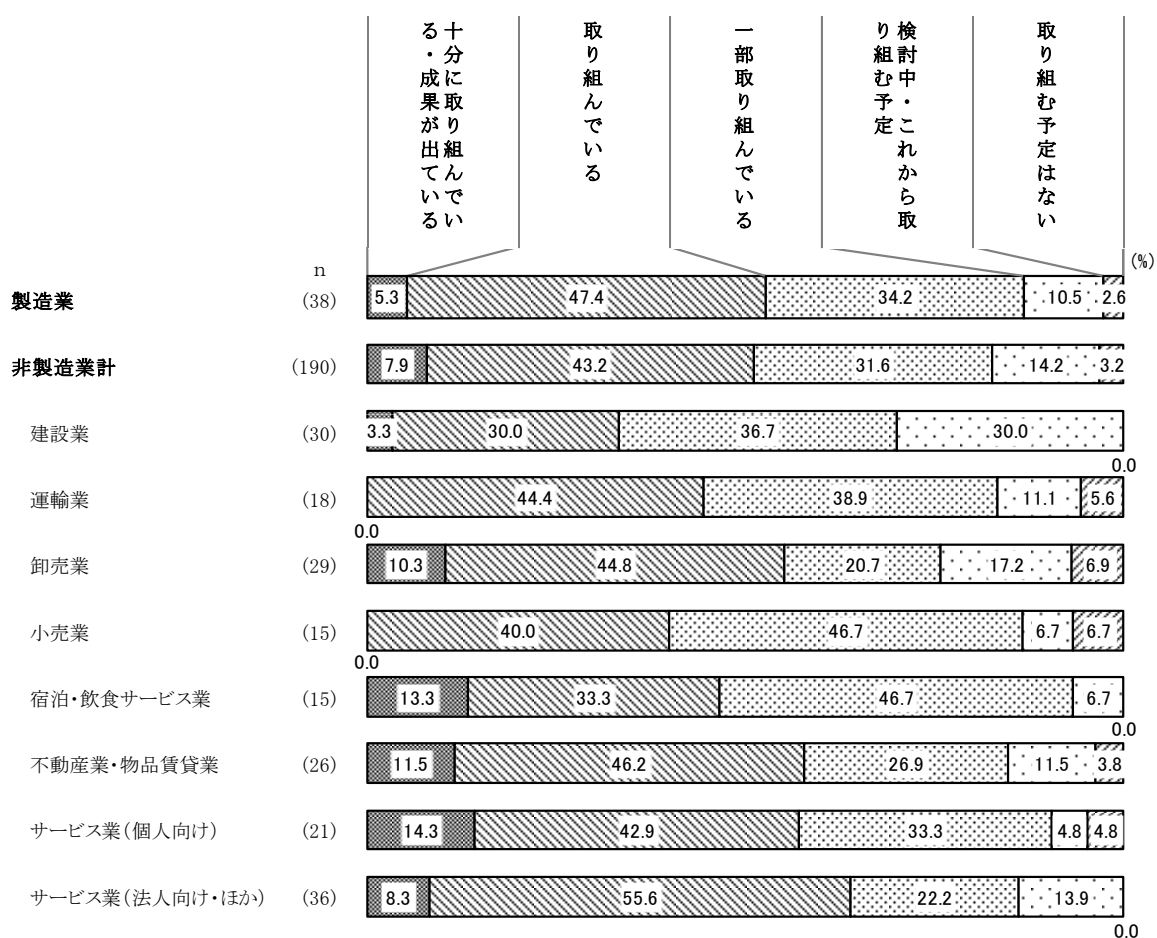 十分に取り組んでい
る・成果が出ている
取り組んでいる
一部取り組んでいる
検討中・これから取
り組む予定
取り組む予定はない
(%)
n
製造業 (38) 5.3 47.4 34.2 10.5 2.6
非製造業計 (190) 7.9 43.2 31.6 14.2 3.2
建設業 (30) 3.3 30.0 36.7 30.0
0.0
運輸業 (18) 44.4 38.9 11.1 5.6
0.0
卸売業 (29) 10.3 44.8 20.7 17.2 6.9
小売業 (15) 40.0 46.7 6.7 6.7
0.0
宿泊・飲食サービス業 (15) 13.3 33.3 46.7 6.7
0.0
不動産業・物品賃貸業 (26) 11.5 46.2 26.9 11.5 3.8
サービス業(個人向け) (21) 14.3 42.9 33.3 4.8 4.8
サービス業(法人向け・ほか) (36) 8.3 55.6 22.2 13.9
0.0